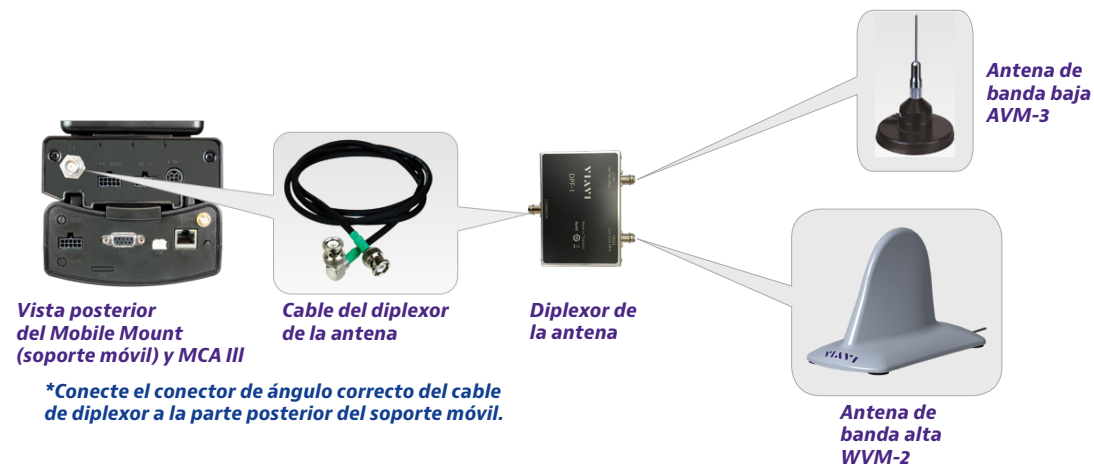 Antena de
banda baja
AVM-3
VIAVI
DPF-1
VIAVI
Vista posterior
del Mobile Mount
(soporte móvil) y MCA III
Cable del diplexor
de la antena
Diplexor de
la antena
*Conecte el conector de ángulo correcto del cable
de diplexor a la parte posterior del soporte móvil.
Antena de
banda alta
WVM-2